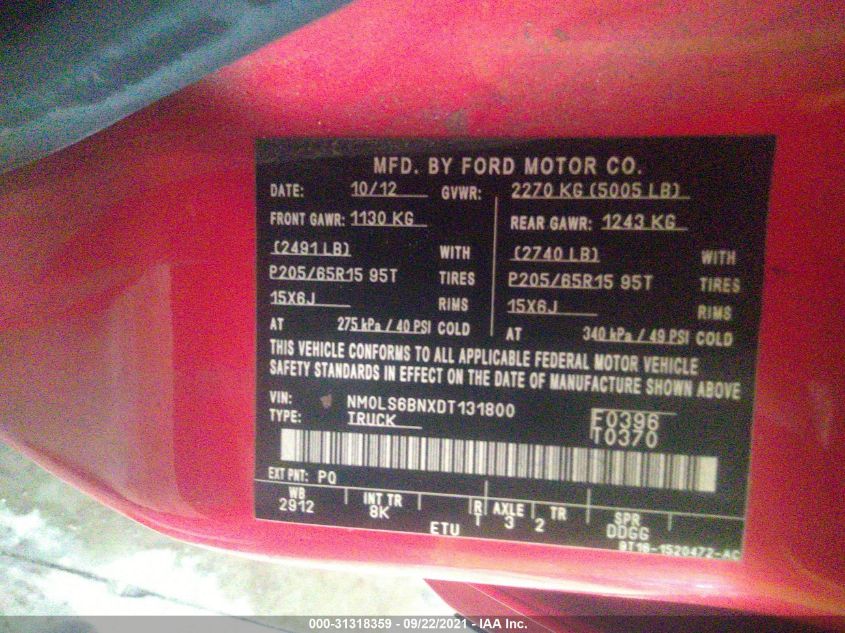 MFD. BY FORD MOTOR CO.
DATE: 10/12 GVWR: 2270 KG (5005 LB)
FRONT GAWR: 1130 KG REAR GAWR: 1243 KG
(2491 LB) WITH (2740 LB) WITH
P205/65R15 95T TIRES P205/65R15 95T TIRES
15X6J RIMS 15X6J RIMS
AT 275 kPa / 40 PSI COLD AT 340 kPa / 49 PSI COLD
THIS VEHICLE CONFORMS TO ALL APPLICABLE FEDERAL MOTOR VEHICLE
SAFETY STANDARDS IN EFFECT ON THE DATE OF MANUFACTURE SHOWN ABOVE
VIN: NM0LS6BNXDT131800 F0396
TYPE: TRUCK T0370
EXT PNT: PQ
WB INT TR R AXLE TR SPR
2912 8K I 3 2 DDGG
ETU 9T16-1520472-AC
000-31318359 - 09/22/2021 - IAA Inc.